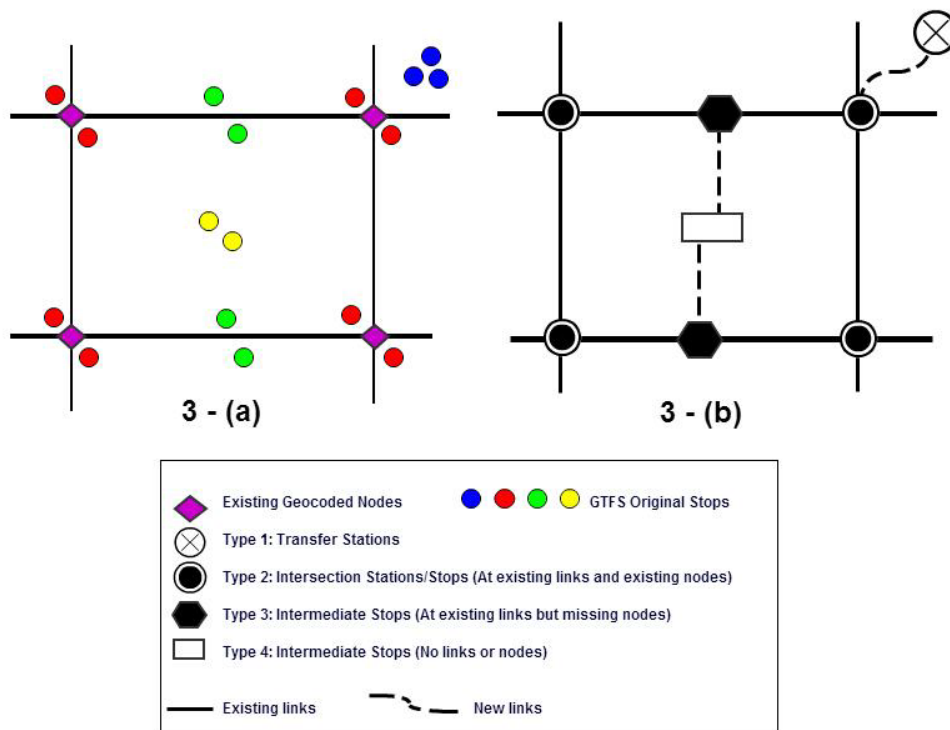 3 - (a)
3 - (b)
Existing Geocoded Nodes
GTFS Original Stops
Type 1: Transfer Stations
Type 2: Intersection Stations/Stops (At existing links and existing nodes)
Type 3: Intermediate Stops (At existing links but missing nodes)
Type 4: Intermediate Stops (No links or nodes)
Existing links
New links